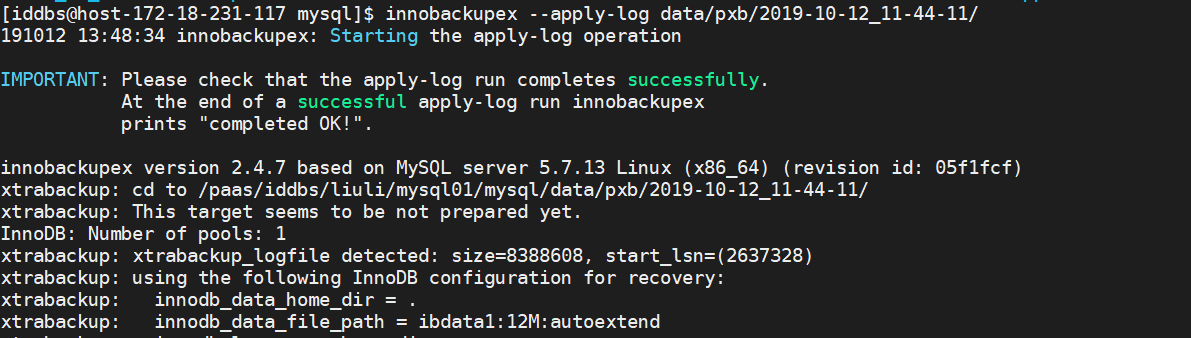 [iddbs@host-172-18-231-117 mysql]$ innobackupex --apply-log data/pxb/2019-10-12_11-44-11/
191012 13:48:34 innobackupex: Starting the apply-log operation
IMPORTANT: Please check that the apply-log run completes successfully.
At the end of a successful apply-log run innobackupex
prints "completed OK!".
innobackupex version 2.4.7 based on MySQL server 5.7.13 Linux (x86_64) (revision id: 05f1fcf)
xtrabackup: cd to /paas/iddbs/liuli/mysql01/mysql/data/pxb/2019-10-12_11-44-11/
xtrabackup: This target seems to be not prepared yet.
InnoDB: Number of pools: 1
xtrabackup: xtrabackup_logfile detected: size=8388608, start_lsn=(2637328)
xtrabackup: using the following InnoDB configuration for recovery:
xtrabackup:   innodb_data_home_dir = .
xtrabackup:   innodb_data_file_path = ibdata1:12M:autoextend